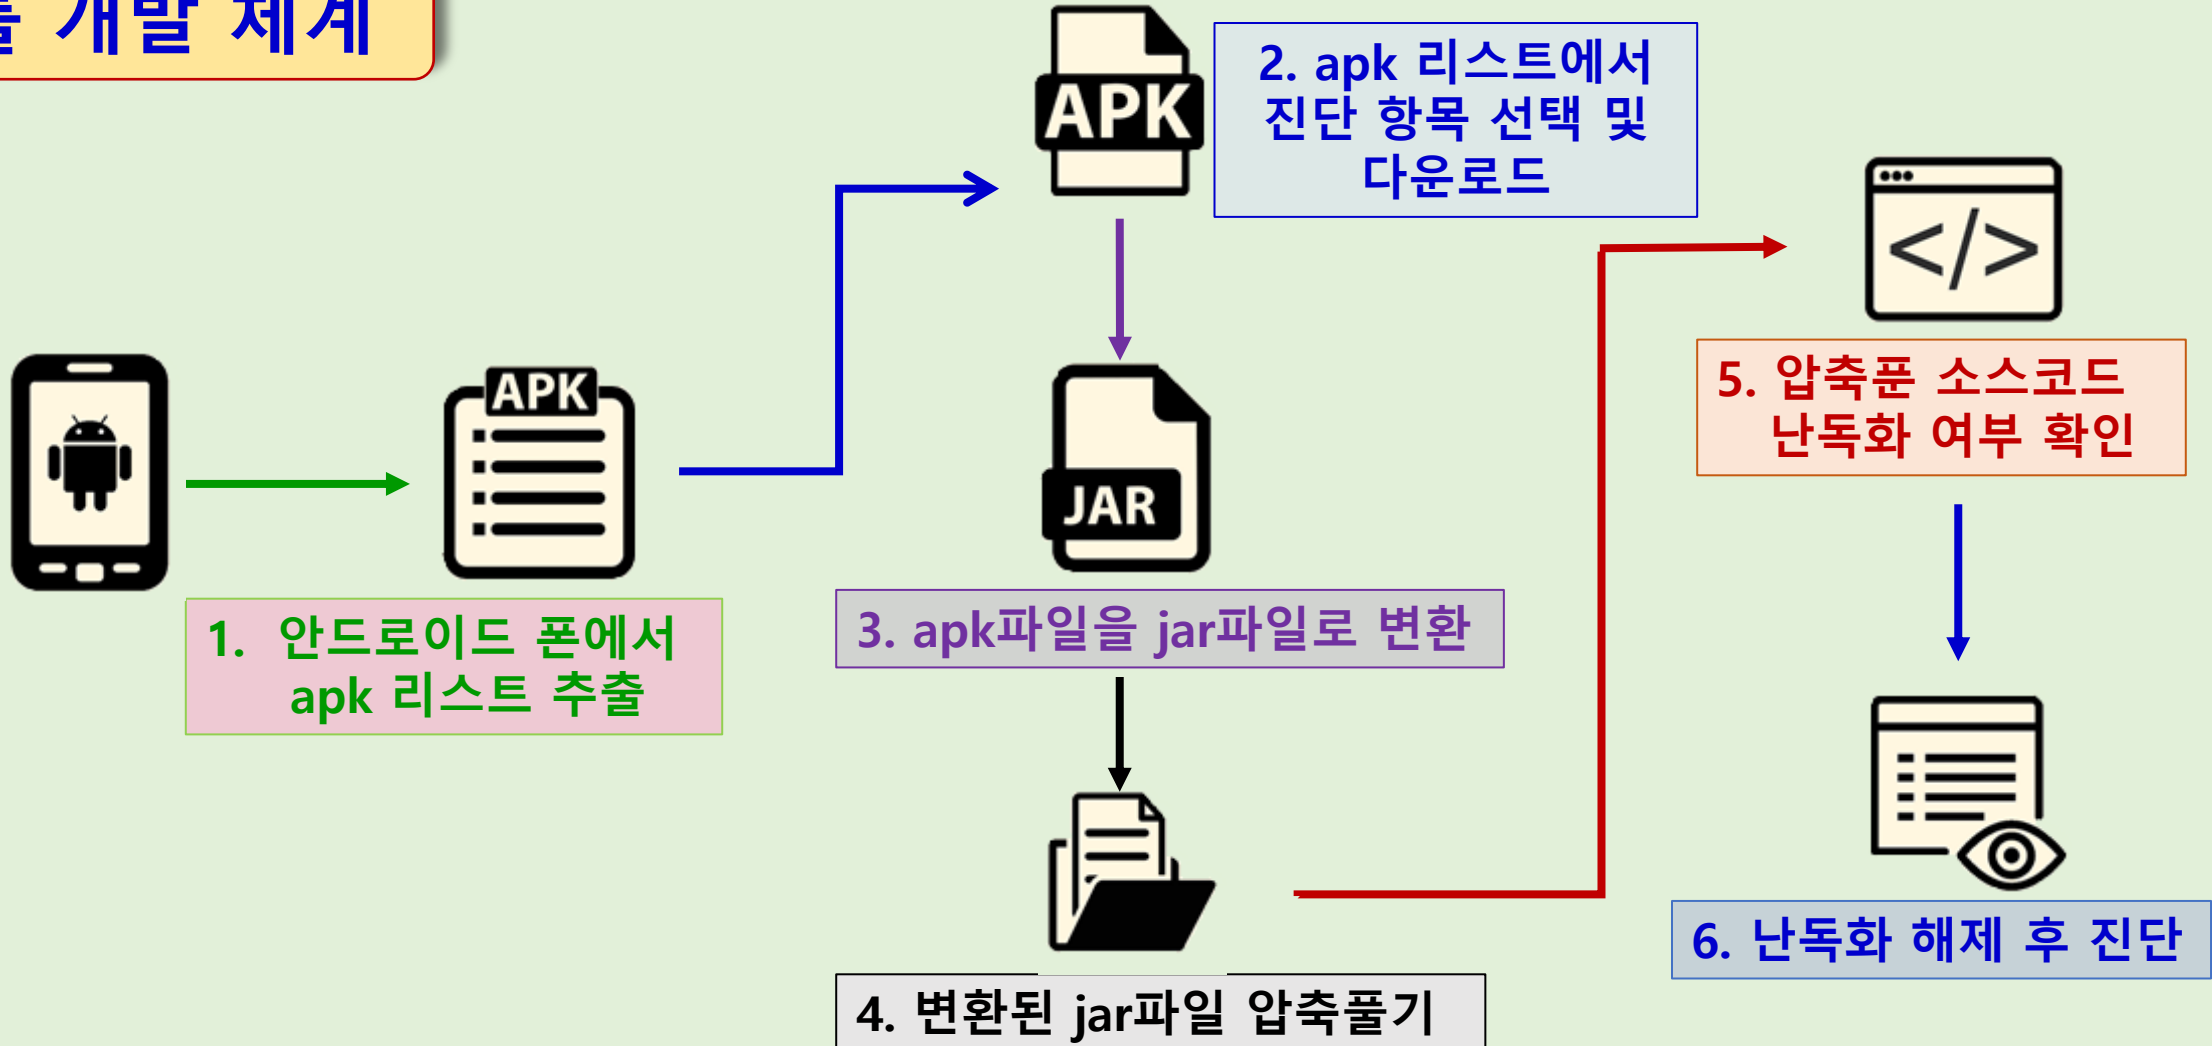 개발 체계
APK
2. apk 리스트에서
진단 항목 선택 및
다운로드
</>
5. 압축푼 소스코드
난독화 여부 확인
APK
JAR
1. 안드로이드 폰에서
apk 리스트 추출
3. apk파일을 jar파일로 변환
6. 난독화 해제 후 진단
4. 변환된 jar파일 압축풀기